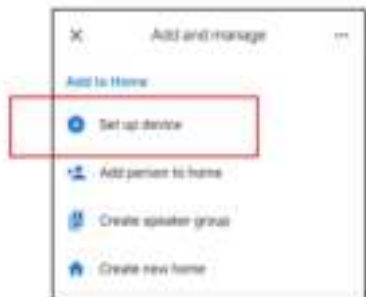 Add and manage
Add to Home
Set up device
Add person to home
Create speaker group
Create new home